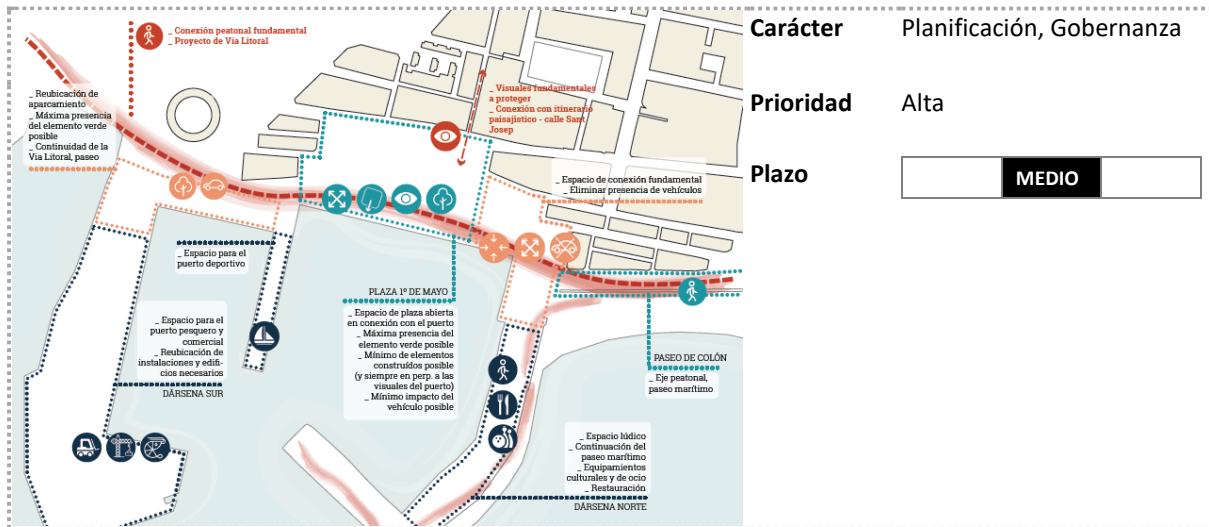 _ Conexión peatonal fundamental
_ Proyecto de Via Litoral
_ Reubicación de
aparcamiento
_ Máxima presencia
del elemento verde
posible
_ Continuidad de la
Via Litoral, paseo
_ Visuales fundamentales
a proteger
_ Conexión con itinerario
paisajístico - calle Sant
Josep
_ Espacio de conexión fundamental
_ Eliminar presencia de vehículos
_ Espacio para el
puerto deportivo
PLAZA 1º DE MAYO
_ Espacio de plaza abierta
en conexión con el puerto
_ Máxima presencia del
elemento verde posible
_ Mínimo de elementos
construídos posible
(y siempre en perp. a las
visuales del puerto)
_ Mínimo impacto del
vehículo posible
_ Espacio para el
puerto pesquero y
comercial
_ Reubicación de
instalaciones y edifi-
cios necesarios
DÁRSENA SUR
PASEO DE COLÓN
_ Eje peatonal,
paseo marítimo
_ Espacio lúdico
_ Continuación del
paseo marítimo
_ Equipamientos
culturales y de ocio
_ Restauración
DÁRSENA NORTE
Carácter Planificación, Gobernanza
Prioridad Alta
Plazo MEDIO